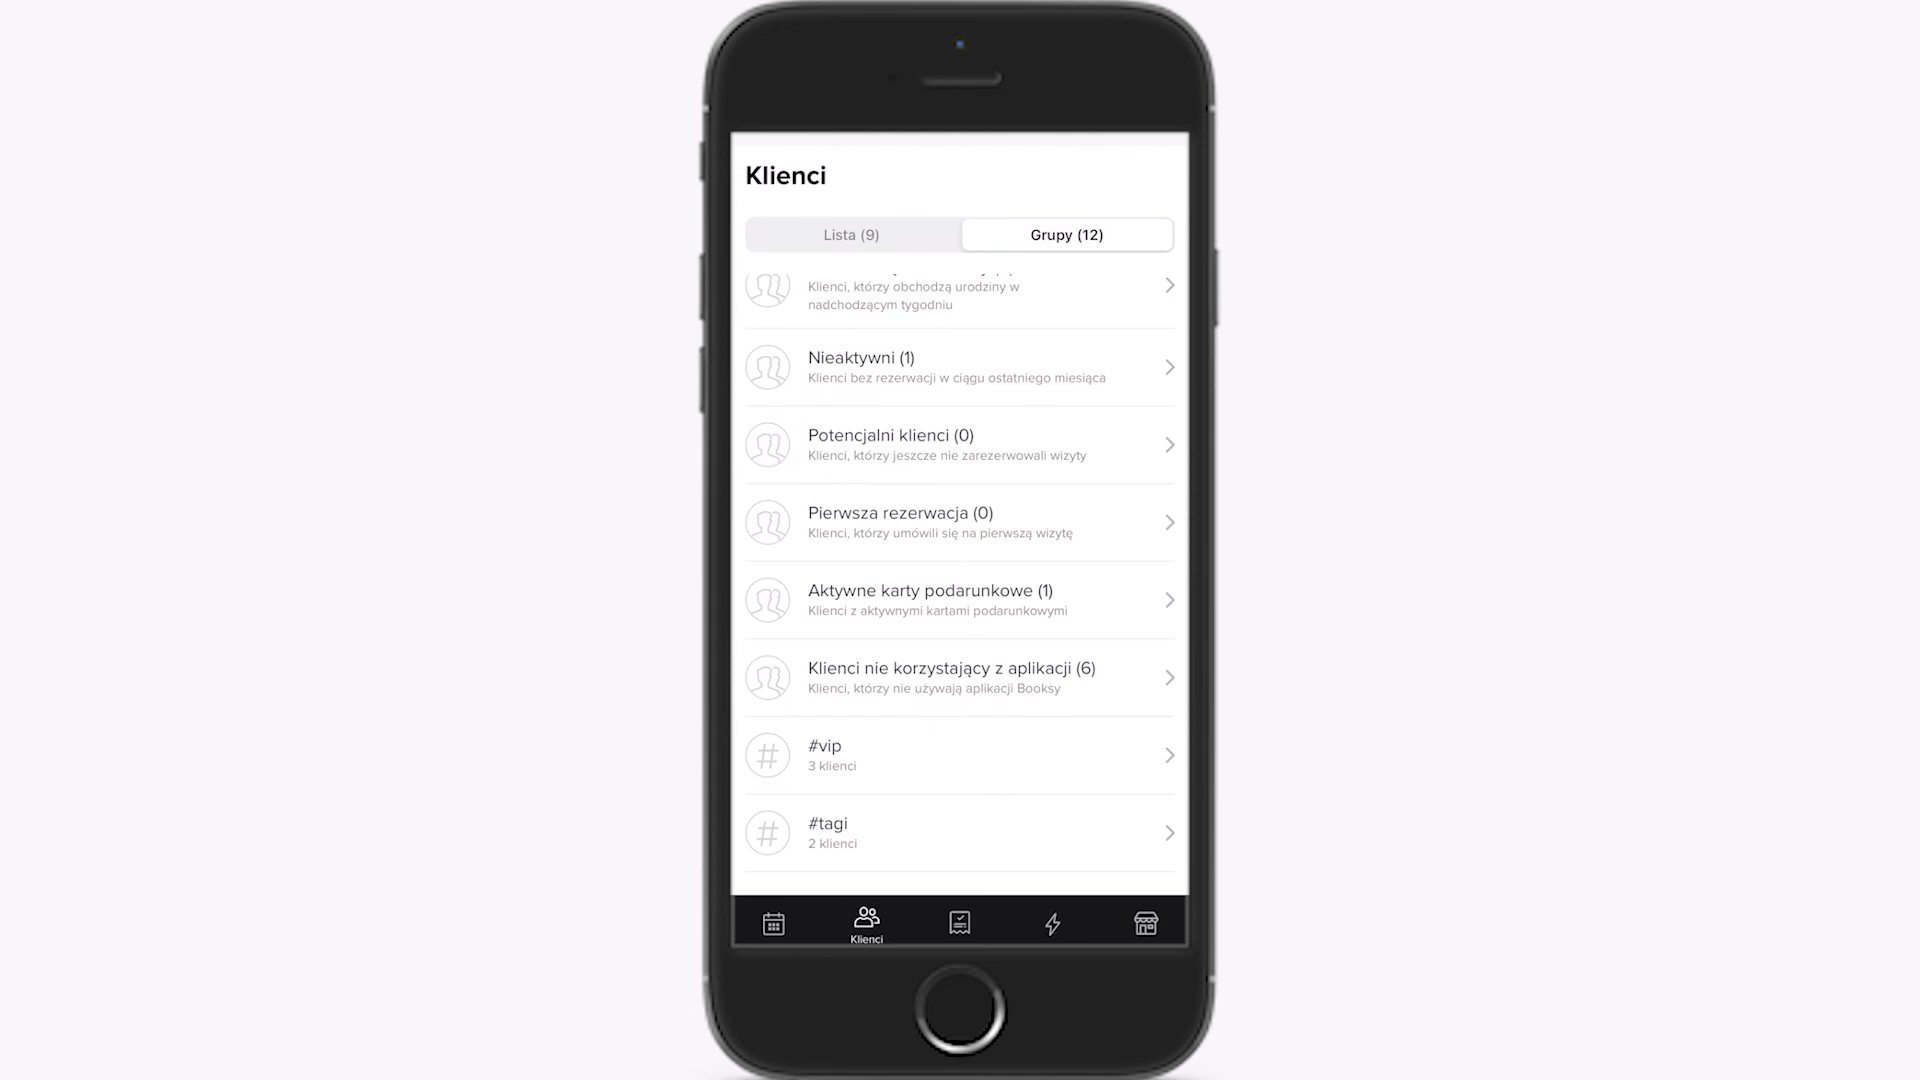 Klienci
Lista (9)
Grupy (12)
Klienci, którzy obchodzą urodziny w
nadchodzącym tygodniu
Nieaktywni (1)
Klienci bez rezerwacji w ciągu ostatniego miesiąca
Potencjalni klienci (0)
Klienci, którzy jeszcze nie zarezerwowali wizyty
Pierwsza rezerwacja (0)
Klienci, którzy umówili się na pierwszą wizytę
Aktywne karty podarunkowe (1)
Klienci z aktywnymi kartami podarunkowymi
Klienci nie korzystający z aplikacji (6)
Klienci, którzy nie używają aplikacji Booksy
#vip
3 klienci
#tagi
2 klienci
Klienci